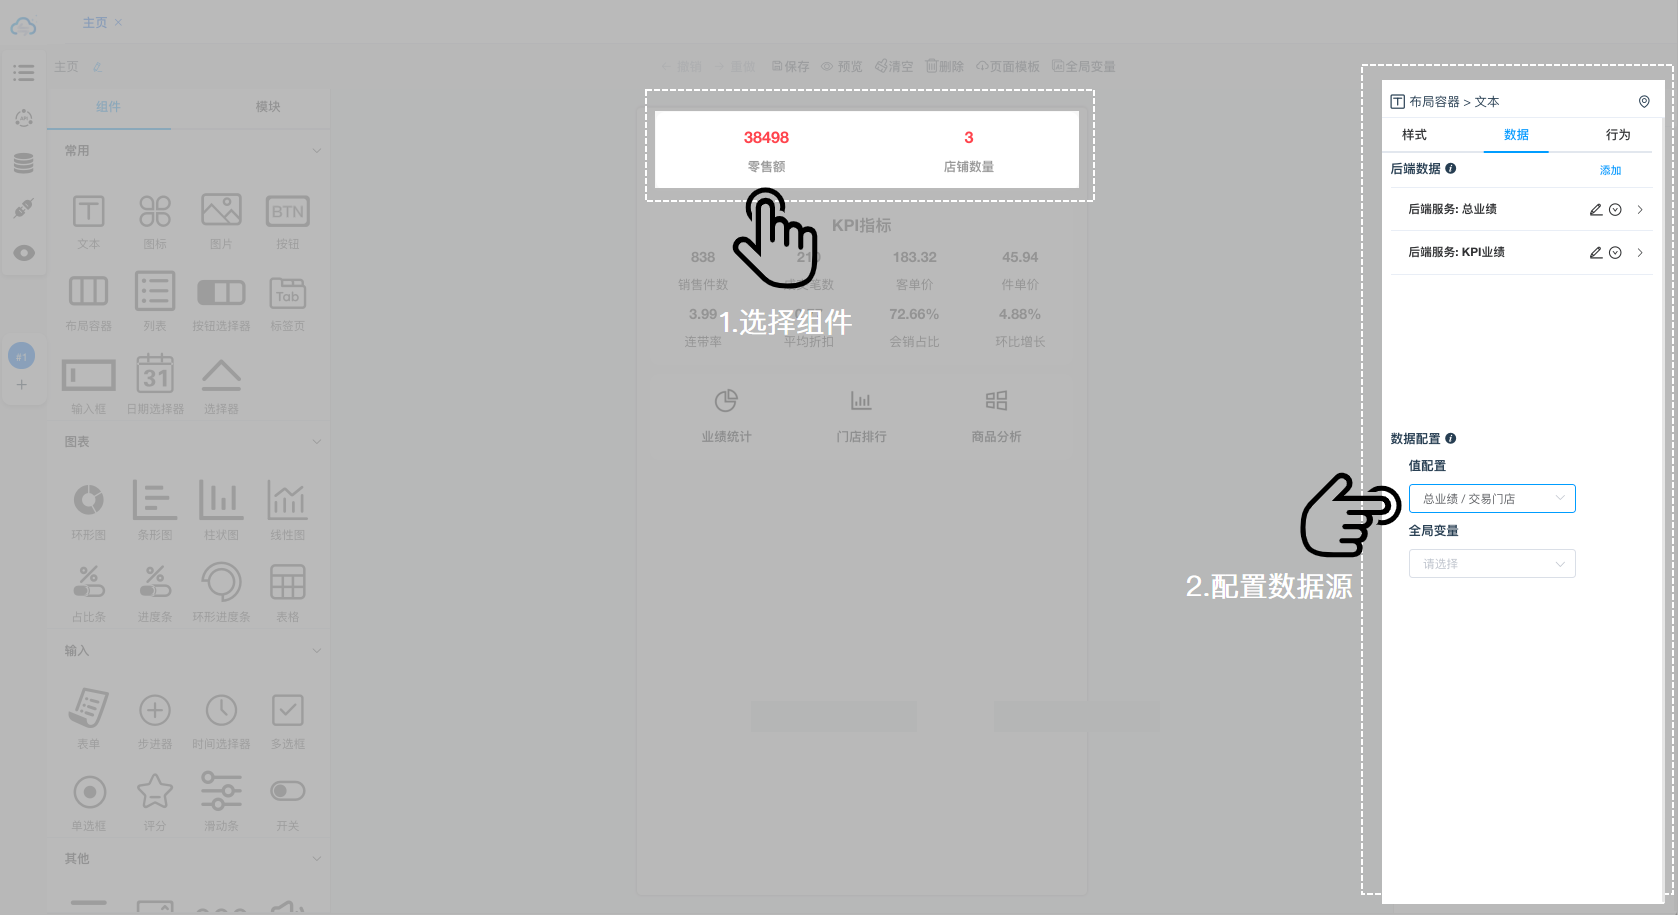 主页
主页
撤销 重做 保存 预览 清空 删除 页面模板 全局变量
组件 模块
常用
文本 图标 图片 BTN 按钮
布局容器 列表 按钮选择器 Tab 标签页
#1
输入框 31 日期选择器 选择器
图表
环形图 条形图 柱状图 线性图
占比条 进度条 环形进度条 表格
输入
表单 步进器 时间选择器 多选框
单选框 评分 滑动条 开关
其他
38498 3
零售额 店铺数量
KPI指标
838 210 183.32 45.94
销售件数 笔数 客单价 件单价
3.99 72.66% 4.88%
连带率 平均折扣 会销占比 环比增长
1.选择组件
业绩统计 门店排行 商品分析
布局容器 > 文本
样式 数据 行为
后端数据 添加
后端服务: 总业绩
后端服务: KPI业绩
数据配置
值配置
总业绩 / 交易门店
全局变量
请选择
2.配置数据源